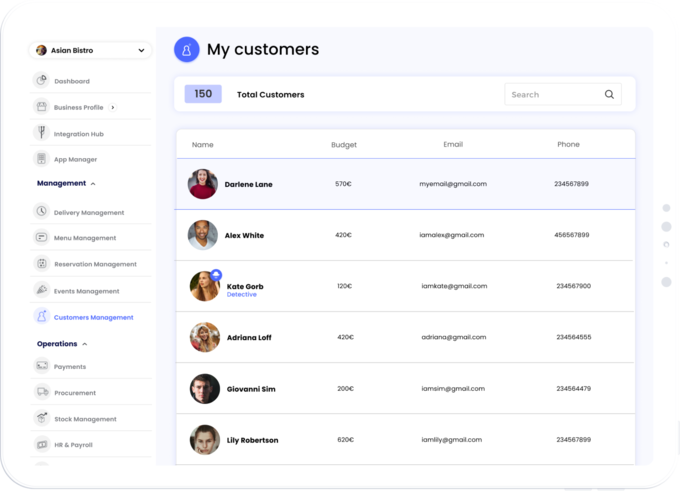 Asian Bistro
Dashboard
Business Profile
Integration Hub
App Manager
Management
Delivery Management
Menu Management
Reservation Management
Events Management
Customers Management
Operations
Payments
Procurement
Stock Management
HR & Payroll
My customers
150 Total Customers Search
Name Budget Email Phone
Darlene Lane 570€ myemail@gmail.com 234567899
Alex White 420€ iamalex@gmail.com 456567899
Kate Gorb 120€ iamkate@gmail.com 234567900
Detective
Adriana Loff 420€ adriana@gmail.com 234564555
Giovanni Sim 200€ iamsim@gmail.com 234564479
Lily Robertson 620€ iamlily@gmail.com 234567899